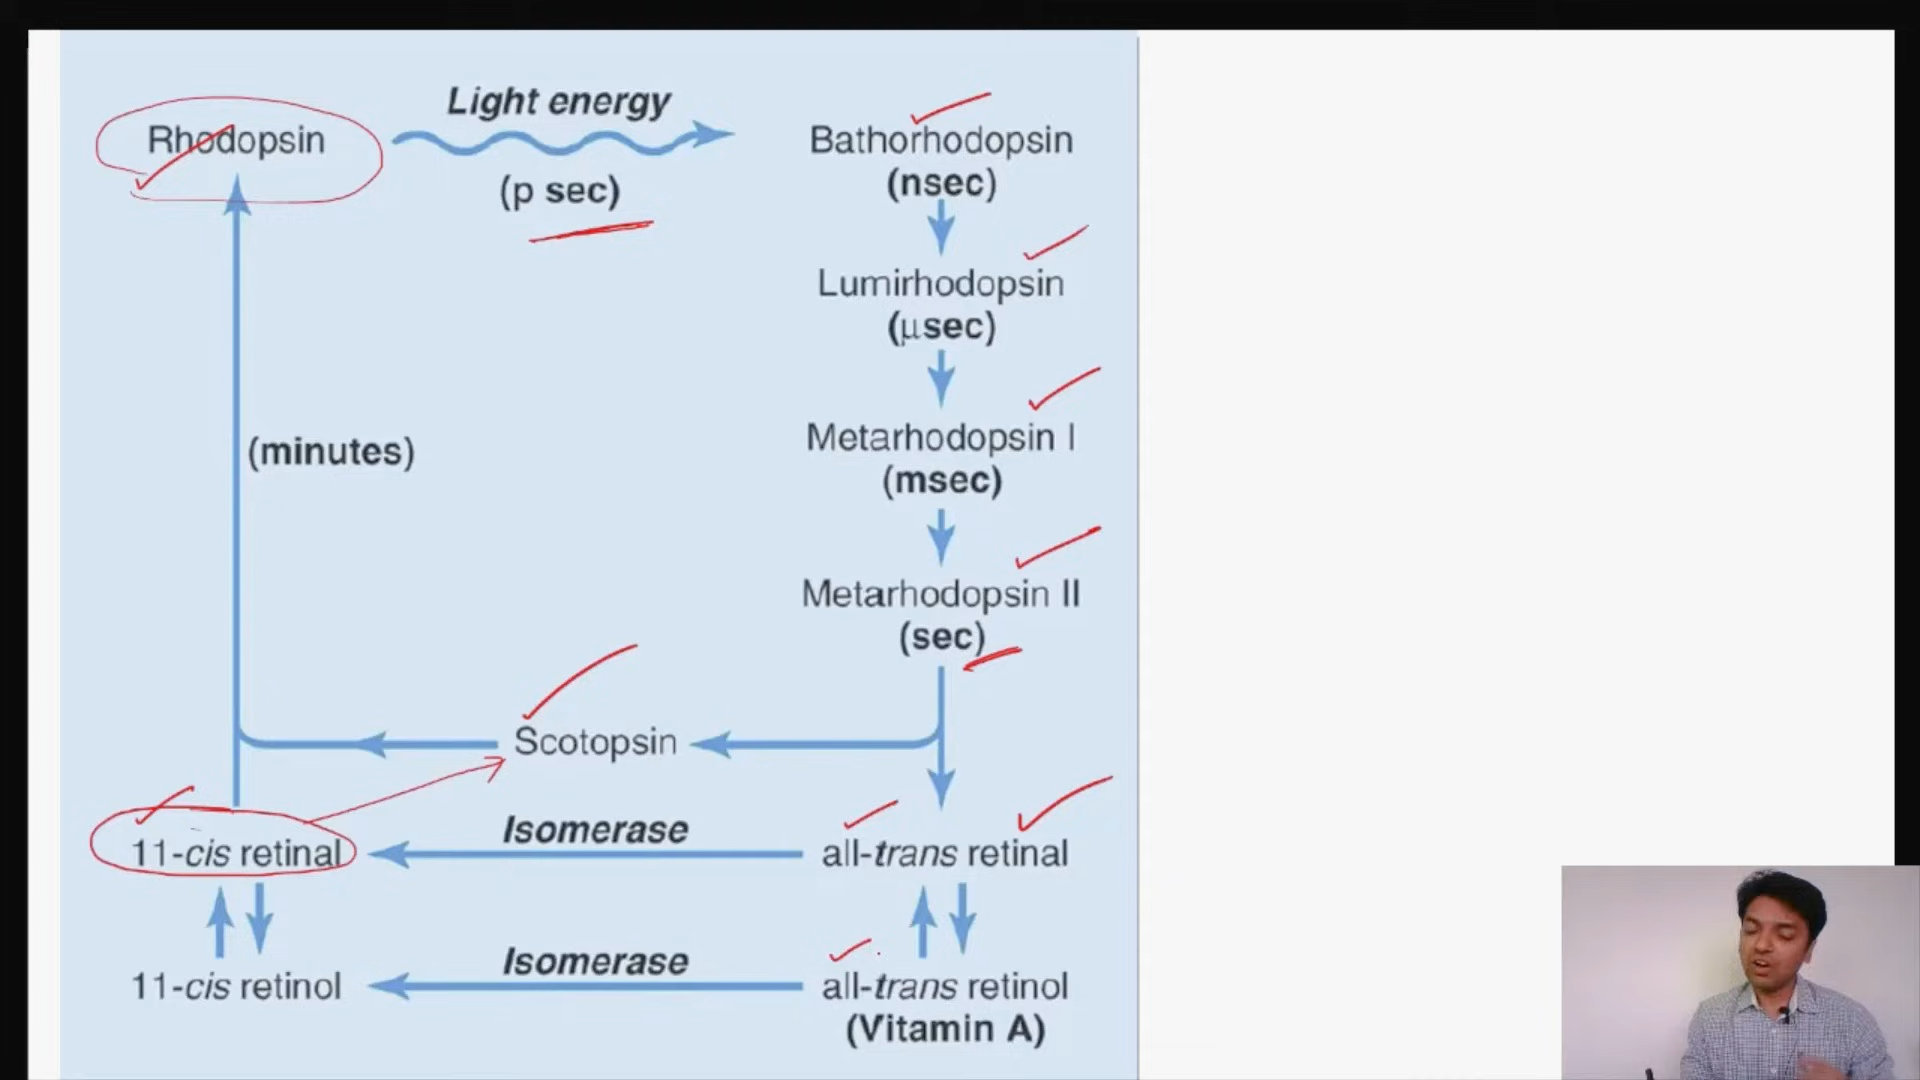 Light energy
Rhodopsin
Bathorhodopsin
(p sec)
(nsec)
Lumirhodopsin
(μsec)
Metarhodopsin I
(minutes)
(msec)
Metarhodopsin II
(sec)
Scotopsin
Isomerase
11-cis retinal
all-trans retinal
Isomerase
11-cis retinol
all-trans retinol
(Vitamin A)